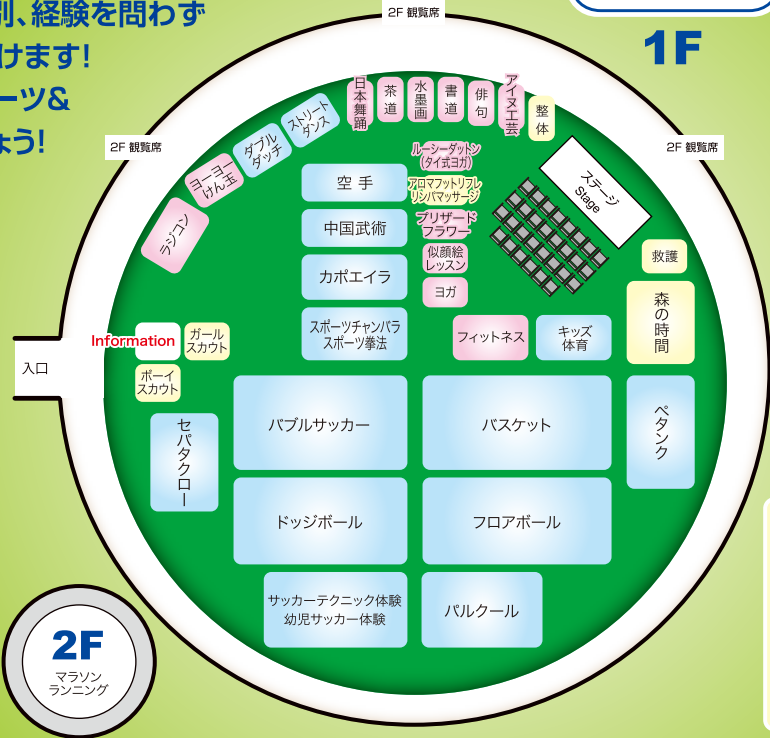 別、経験を問わず
けます!
ーツ&
ょう!
2F 観覧席
1F
2F 観覧席
2F 観覧席
日本舞踊
茶道
水墨画
書道
俳句
アイヌ工芸
整体
ストリート
ダンス
ダブル
ダッチ
ヨーヨー
けん玉
ラジコン
ルーシーダットン
(タイ式ヨガ)
アロマフットリフレ
リシバマッサージ
プリザード
フラワー
似顔絵
レッスン
ヨガ
空手
中国武術
カポエイラ
スポーツチャンバラ
スポーツ拳法
ステージ
Stage
救護
森の時間
フィットネス
キッズ
体育
Information
ガール
スカウト
ボーイ
スカウト
入口
セパタクロー
バブルサッカー
バスケット
ペタンク
ドッジボール
フロアボール
サッカーテクニック体験
幼児サッカー体験
パルクール
2F
マラソン
ランニング